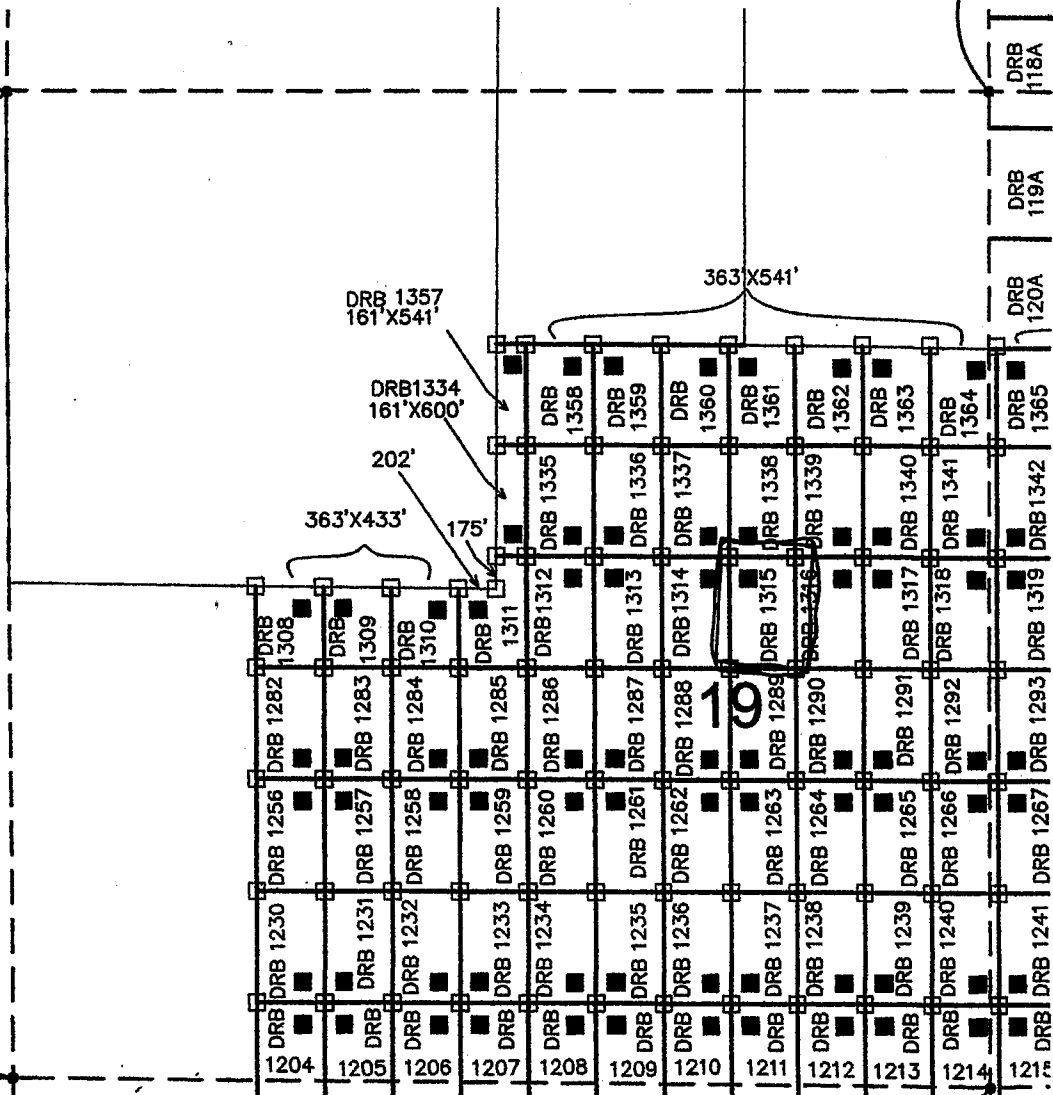 DRB
118A
DRB
119A
DRB
120A
363'X541'
DRB 1357
161'X541'
DRB1334
161'X600'
202'
175'
363'X433'
DRB
1358
DRB
1359
DRB
1360
DRB
1361
DRB
1362
DRB
1363
DRB
1364
DRB
1365
DRB 1335
DRB 1336
DRB 1337
DRB 1338
DRB 1339
DRB 1340
DRB 1341
DRB 1342
DRB
1308
DRB
1309
DRB
1310
DRB
1311
DRB1312
DRB 1313
DRB1314
DRB 1315
DRB 1316
DRB 1317
DRB 1318
DRB 1319
19
DRB 1282
DRB 1283
DRB 1284
DRB 1285
DRB 1286
DRB 1287
DRB 1288
DRB 1289
DRB 1290
DRB 1291
DRB 1292
DRB 1293
DRB 1256
DRB 1257
DRB 1258
DRB 1259
DRB 1260
DRB 1261
DRB 1262
DRB 1263
DRB 1264
DRB 1265
DRB 1266
DRB 1267
DRB 1230
DRB 1231
DRB 1232
DRB 1233
DRB 1234
DRB 1235
DRB 1236
DRB 1237
DRB 1238
DRB 1239
DRB 1240
DRB 1241
DRB
1204
DRB
1205
DRB
1206
DRB
1207
DRB
1208
DRB
1209
DRB
1210
DRB
1211
DRB
1212
DRB
1213
DRB
1214
DRB
1215